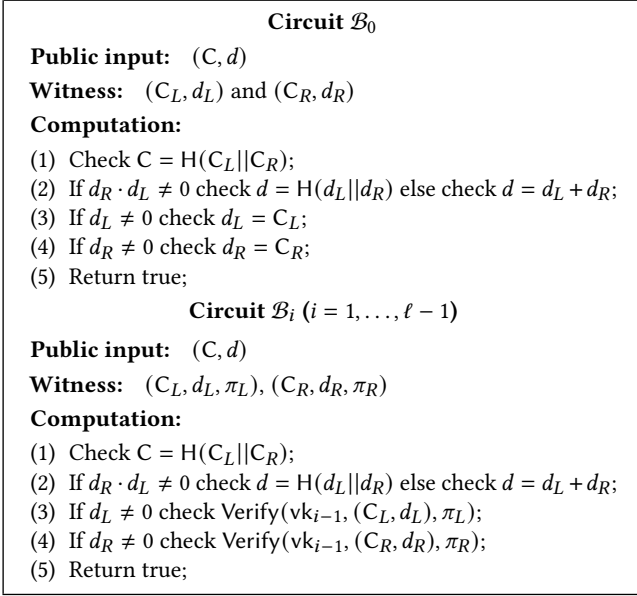 Circuit ℬ₀
Public input: (C, d)
Witness: (C_L, d_L) and (C_R, d_R)
Computation:
(1) Check C = H(C_L||C_R);
(2) If d_R · d_L ≠ 0 check d = H(d_L||d_R) else check d = d_L + d_R;
(3) If d_L ≠ 0 check d_L = C_L;
(4) If d_R ≠ 0 check d_R = C_R;
(5) Return true;
Circuit ℬ_i (i = 1, . . . , ℓ − 1)
Public input: (C, d)
Witness: (C_L, d_L, π_L), (C_R, d_R, π_R)
Computation:
(1) Check C = H(C_L||C_R);
(2) If d_R · d_L ≠ 0 check d = H(d_L||d_R) else check d = d_L + d_R;
(3) If d_L ≠ 0 check Verify(vk_{i−1}, (C_L, d_L), π_L);
(4) If d_R ≠ 0 check Verify(vk_{i−1}, (C_R, d_R), π_R);
(5) Return true;